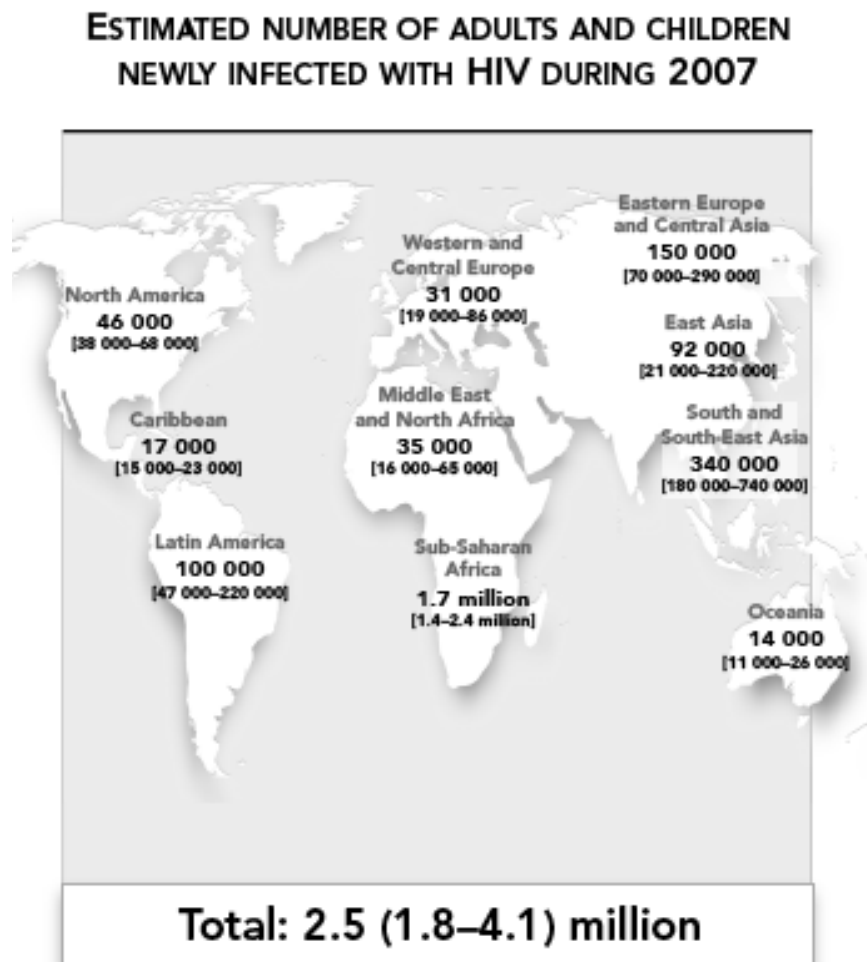 ESTIMATED NUMBER OF ADULTS AND CHILDREN
NEWLY INFECTED WITH HIV DURING 2007
Eastern Europe
and Central Asia
150 000
[70 000–290 000]
Western and
Central Europe
31 000
[19 000–86 000]
North America
46 000
[38 000–68 000]
East Asia
92 000
[21 000–220 000]
Middle East
and North Africa
35 000
[16 000–65 000]
Caribbean
17 000
[15 000–23 000]
South and
South-East Asia
340 000
[180 000–740 000]
Latin America
100 000
[47 000–220 000]
Sub-Saharan
Africa
1.7 million
[1.4–2.4 million]
Oceania
14 000
[11 000–26 000]
Total: 2.5 (1.8–4.1) million